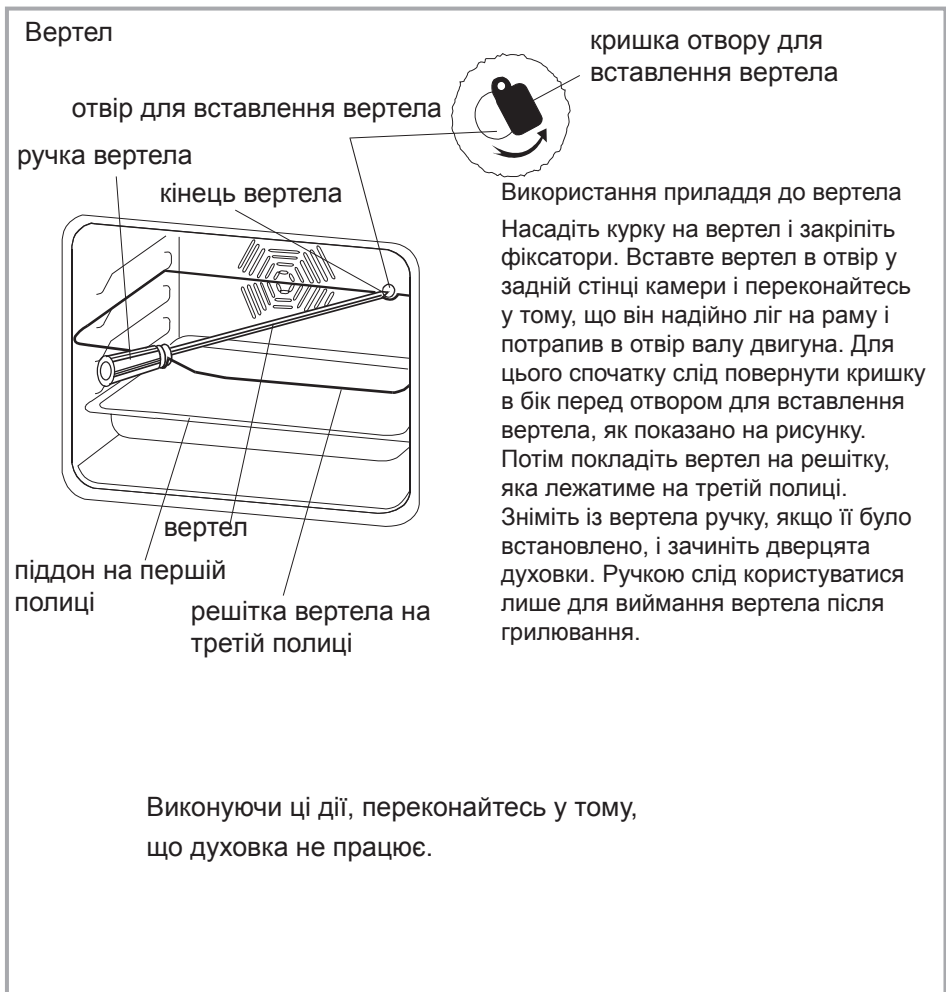 Вертел
кришка отвору для
вставлення вертела
отвір для вставлення вертела
ручка вертела
кінець вертела
вертел
піддон на першій
полиці
решітка вертела на
третій полиці
Використання приладдя до вертела
Насадіть курку на вертел і закріпіть
фіксатори. Вставте вертел в отвір у
задній стінці камери і переконайтесь
у тому, що він надійно ліг на раму і
потрапив в отвір валу двигуна. Для
цього спочатку слід повернути кришку
в бік перед отвором для вставлення
вертела, як показано на рисунку.
Потім покладіть вертел на решітку,
яка лежатиме на третій полиці.
Зніміть із вертела ручку, якщо її було
встановлено, і зачиніть дверцята
духовки. Ручкою слід користуватися
лише для виймання вертела після
грилювання.
Виконуючи ці дії, переконайтесь у тому,
що духовка не працює.